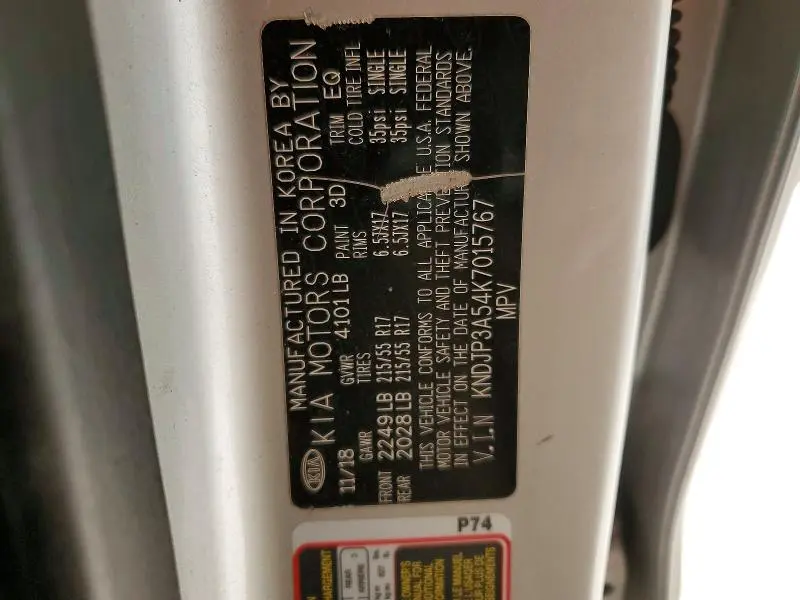 MANUFACTURED IN KOREA BY
KIA KIA MOTORS CORPORATION
11/18 GVWR 4101LB PAINT 3D TRIM EQ
GAWR TIRES RIMS COLD TIRE INFL
FRONT 2249LB 215/55 R17 6.5JX17 35psi SINGLE
REAR 2028LB 215/55 R17 6.5JX17 35psi SINGLE
THIS VEHICLE CONFORMS TO ALL APPLICABLE U.S.A. FEDERAL
MOTOR VEHICLE SAFETY AND THEFT PREVENTION STANDARDS
IN EFFECT ON THE DATE OF MANUFACTURE SHOWN ABOVE.
V.I.N KNDJP3A54K7015767
MPV
P74
REAR